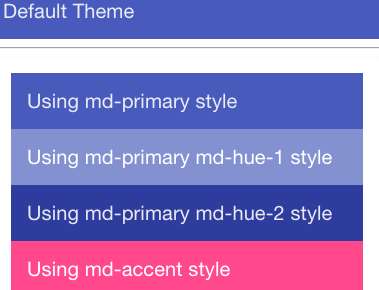 Default Theme
Using md-primary style
Using md-primary md-hue-1 style
Using md-primary md-hue-2 style
Using md-accent style